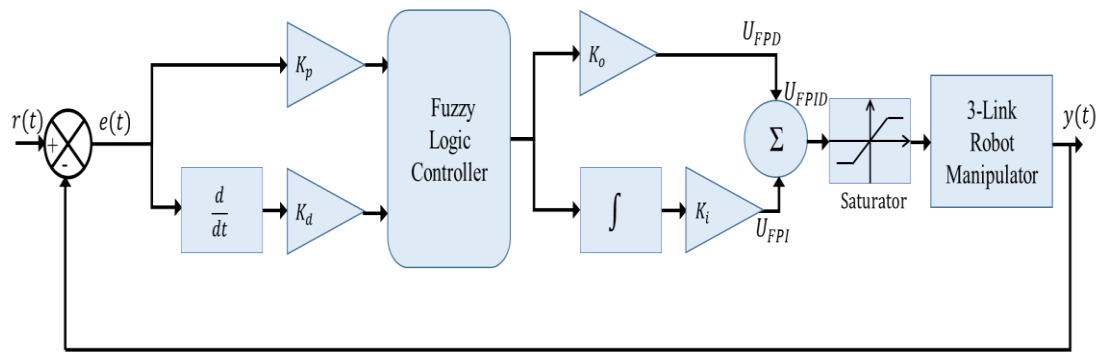 r(t)
+
-
e(t)
K_p
d
dt
K_d
Fuzzy
Logic
Controller
K_o
∫
K_i
U_FPD
U_FPI
Σ
U_FPID
Saturator
3-Link
Robot
Manipulator
y(t)